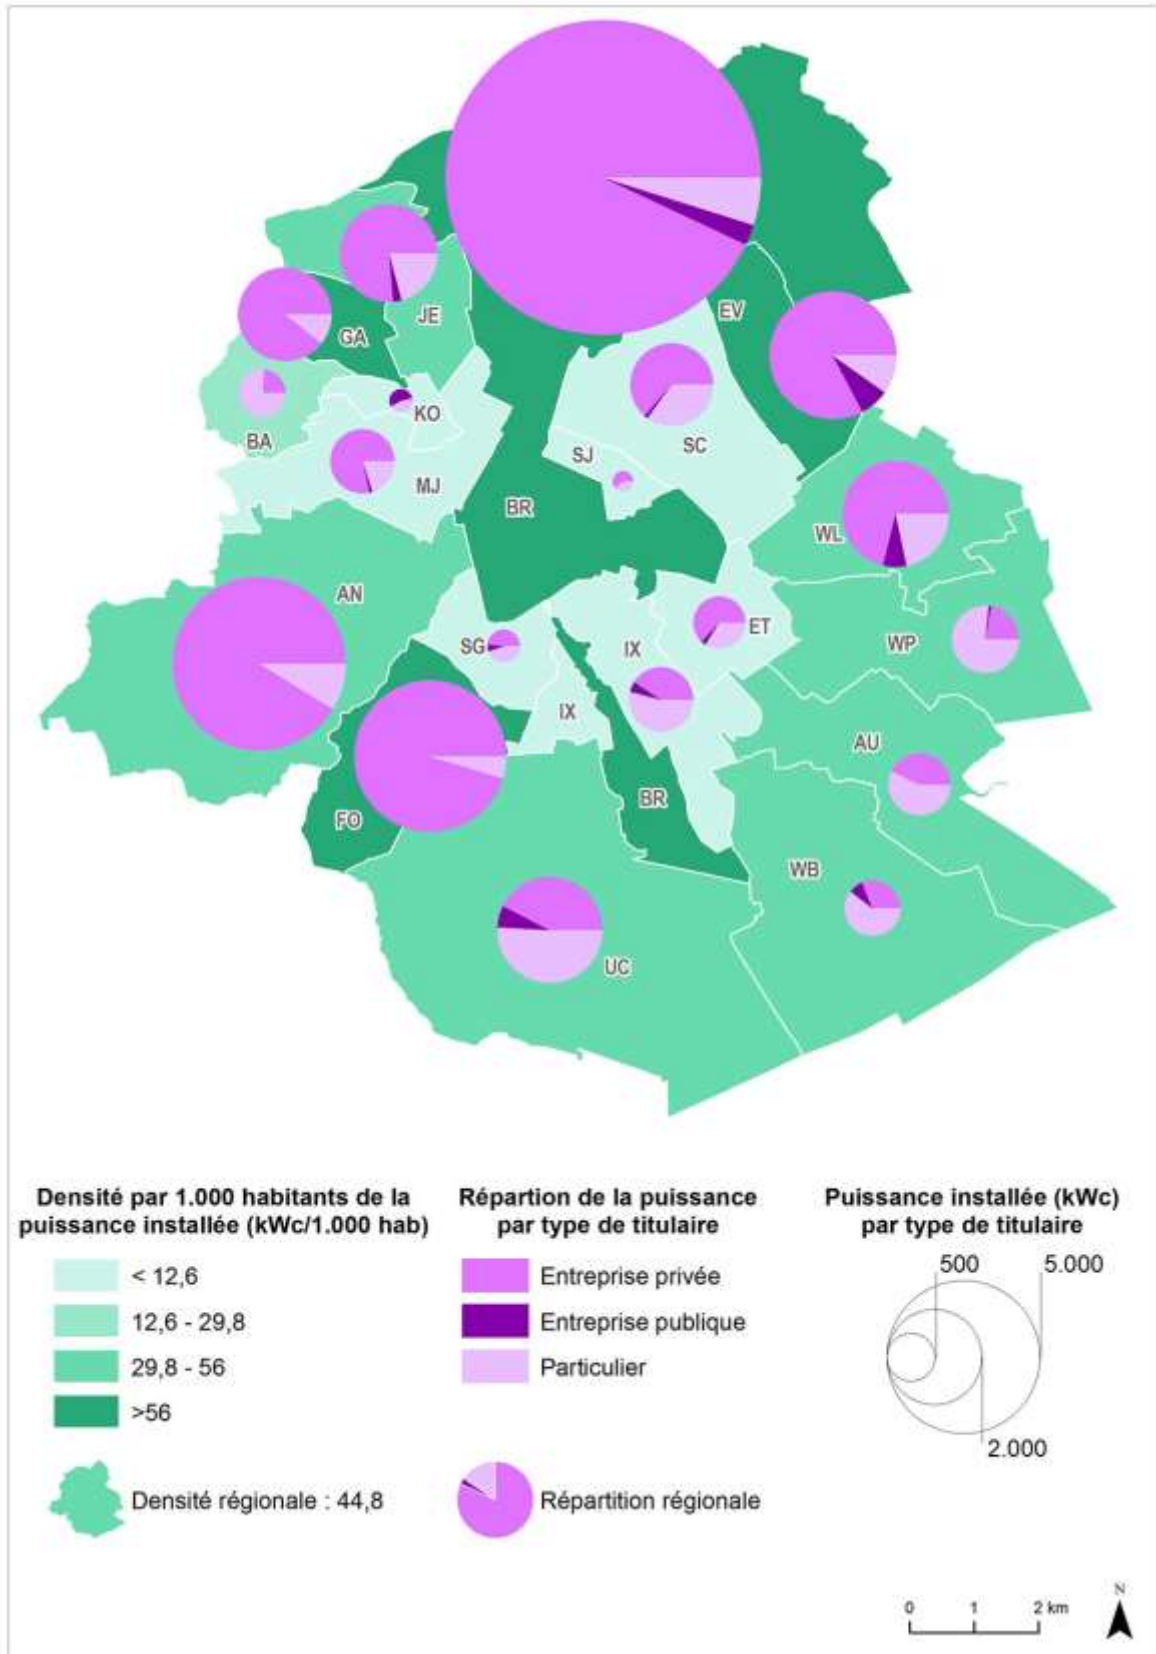 EV
JE
GA
KO
BA
SC
SJ
MJ
BR
WL
AN
ET
SG
IX
WP
IX
AU
BR
FO
WB
UC
Densité par 1.000 habitants de la
puissance installée (kWc/1.000 hab)
< 12,6
12,6 - 29,8
29,8 - 56
>56
Densité régionale : 44,8
Répartion de la puissance
par type de titulaire
Entreprise privée
Entreprise publique
Particulier
Répartition régionale
Puissance installée (kWc)
par type de titulaire
500
5.000
2.000
0 1 2 km
N